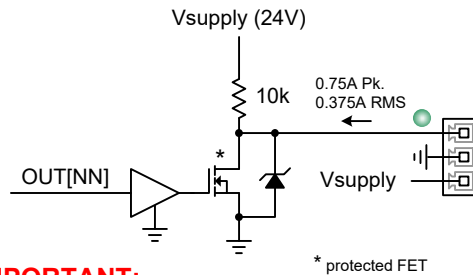 Vsupply (24V)
10k
0.75A Pk.
0.375A RMS
*
OUT[NN]
Vsupply
* protected FET